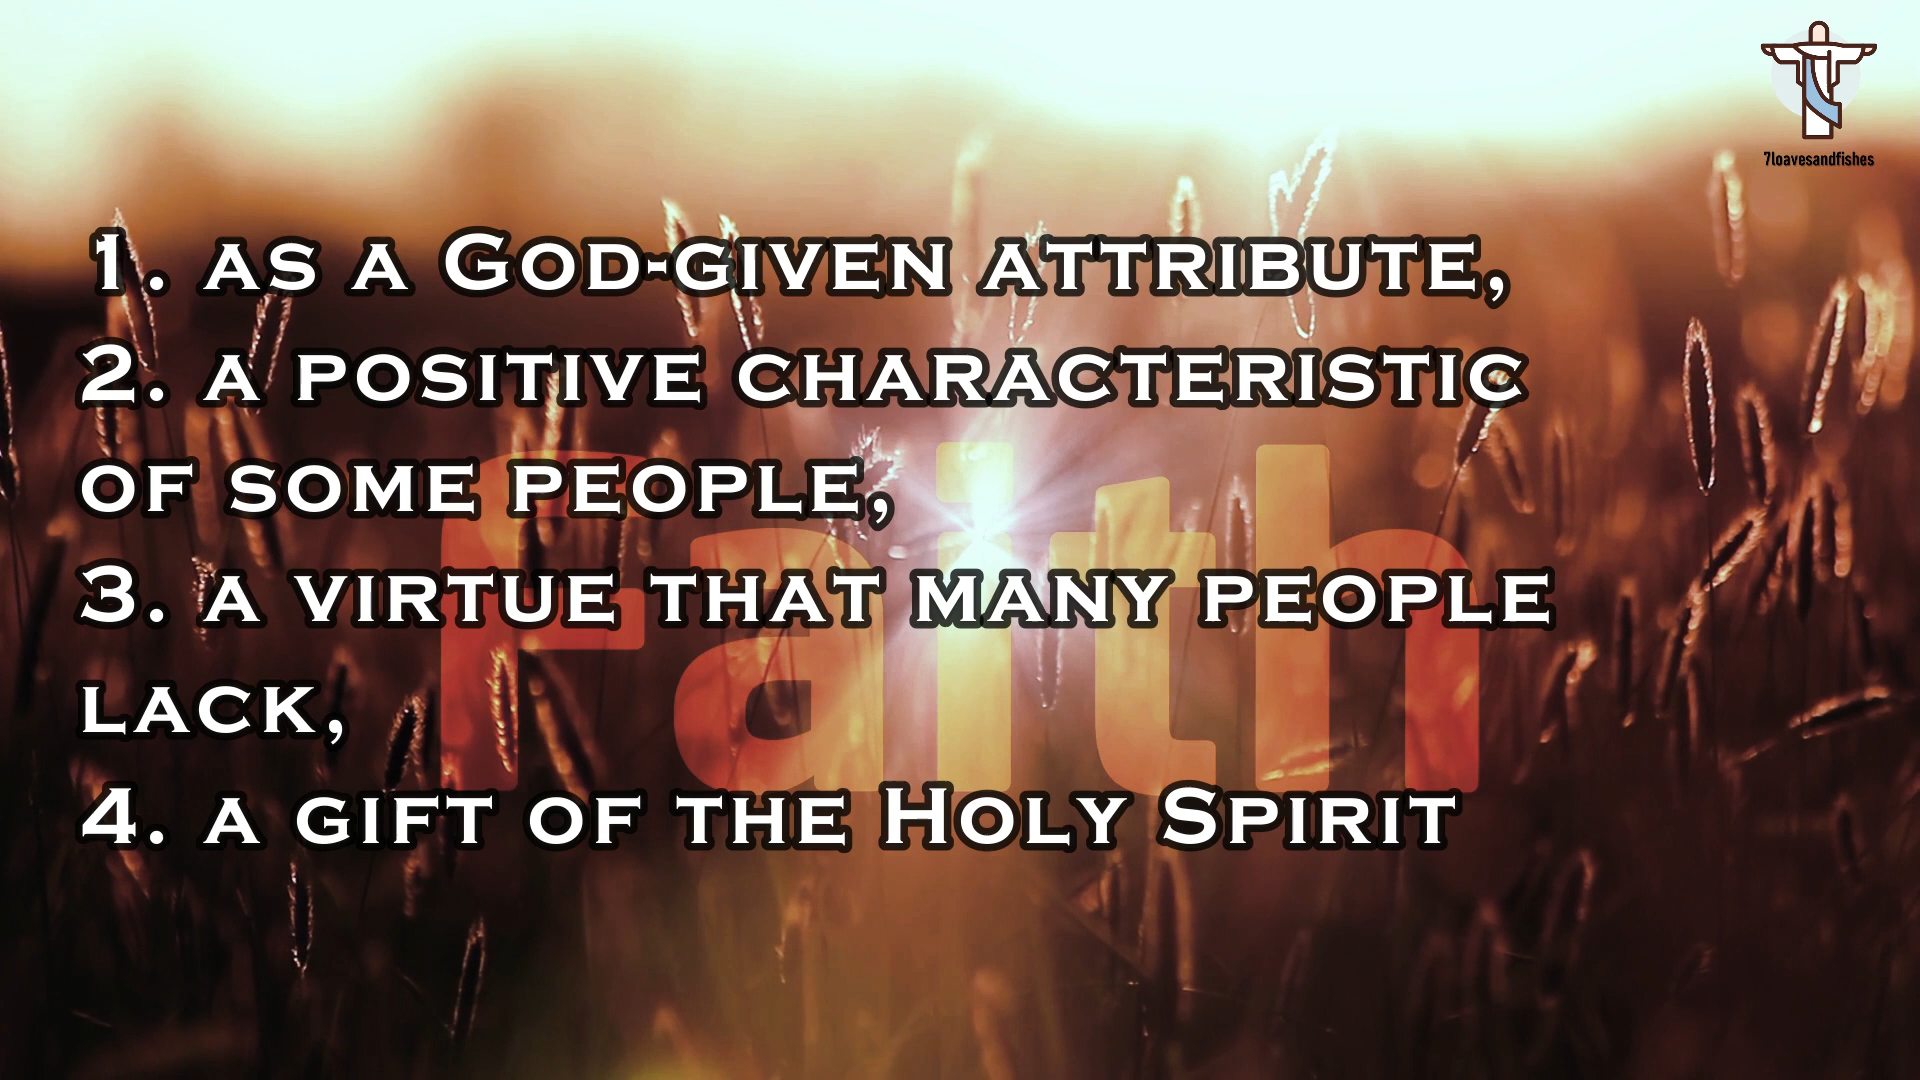 7loavesandfishes
1. as a God-given attribute,
2. a positive characteristic
of some people,
3. a virtue that many people
lack,
4. a gift of the Holy Spirit
Faith